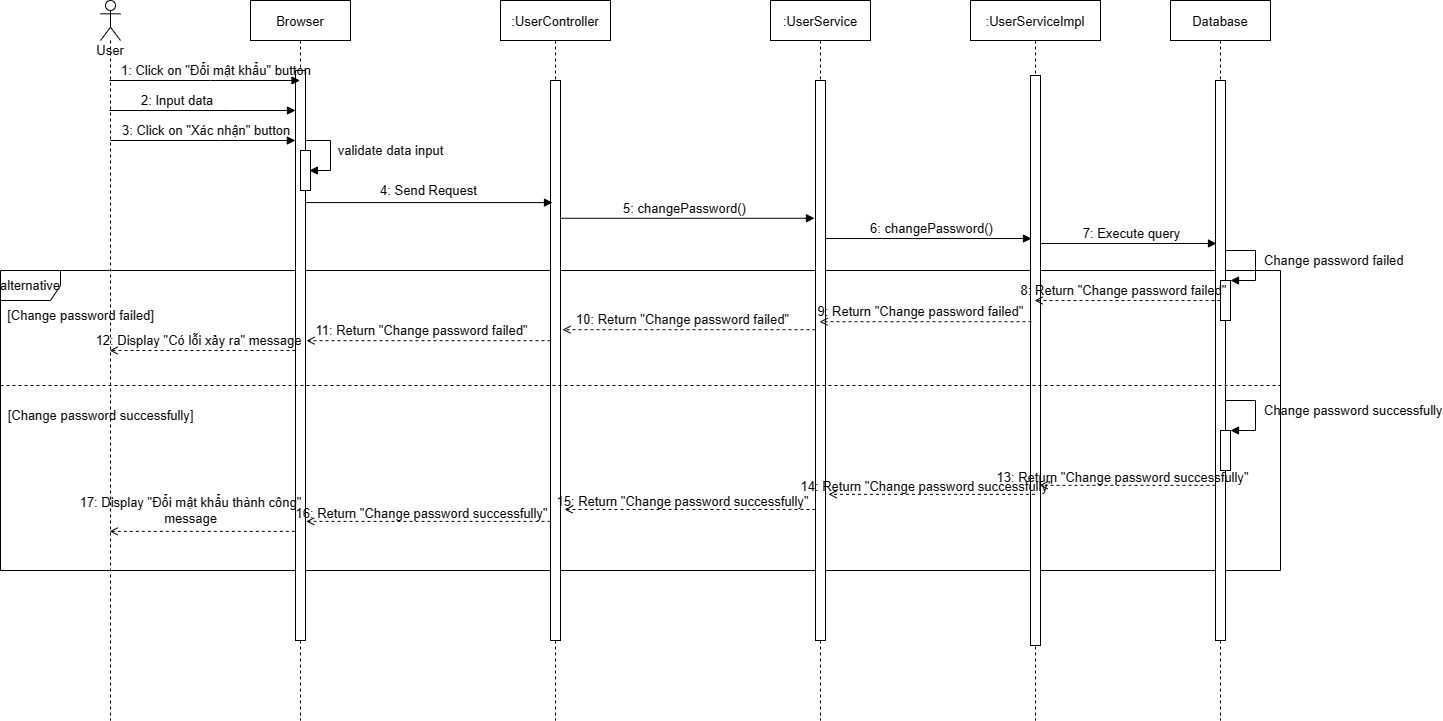 Browser
:UserController
:UserService
:UserServiceImpl
Database
User
1: Click on "Đổi mật khẩu" button
2: Input data
3: Click on "Xác nhận" button
validate data input
4: Send Request
5: changePassword()
6: changePassword()
7: Execute query
Change password failed
alternative
[Change password failed]
8: Return "Change password failed"
9: Return "Change password failed"
10: Return "Change password failed"
11: Return "Change password failed"
12: Display "Có lỗi xảy ra" message
[Change password successfully]
Change password successfully
13: Return "Change password successfully"
14: Return "Change password successfully"
15: Return "Change password successfully"
16: Return "Change password successfully"
17: Display "Đổi mật khẩu thành công"
message